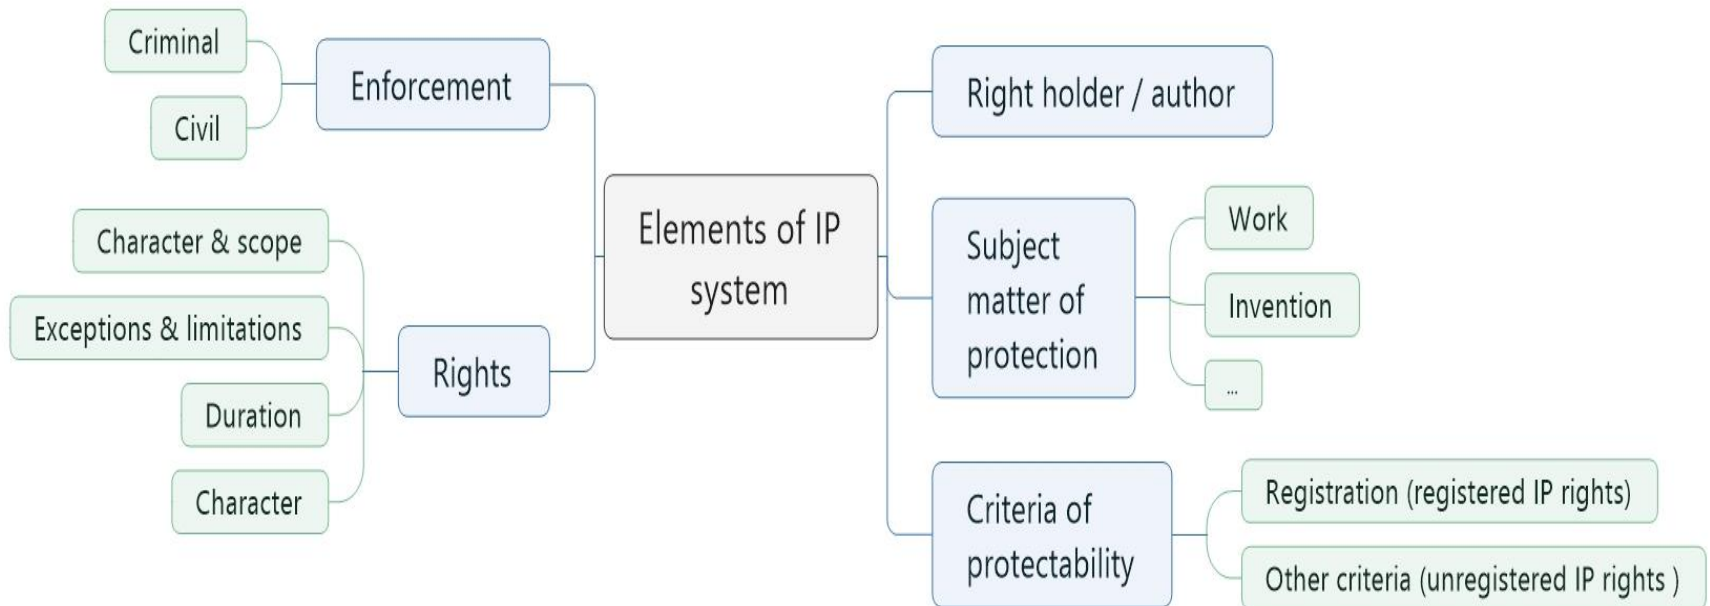 Criminal
Civil
Enforcement
Character & scope
Exceptions & limitations
Duration
Character
Rights
Elements of IP
system
Right holder / author
Subject
matter of
protection
Work
Invention
...
Criteria of
protectability
Registration (registered IP rights)
Other criteria (unregistered IP rights )